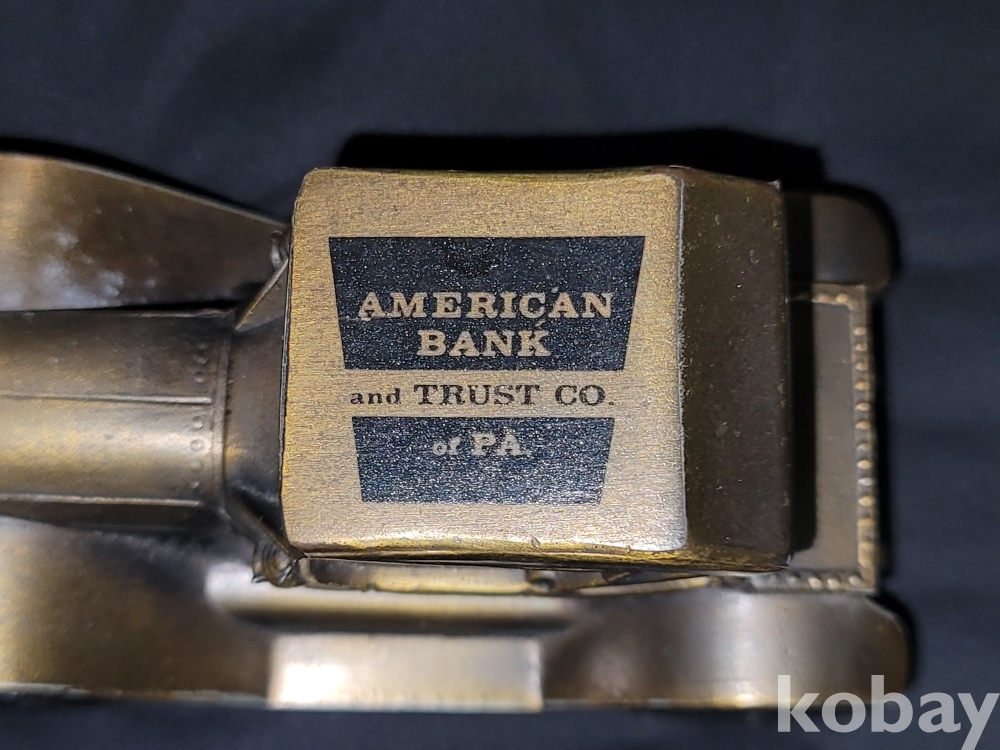 AMERICAN
BANK
and TRUST CO.
of PA.
kobay